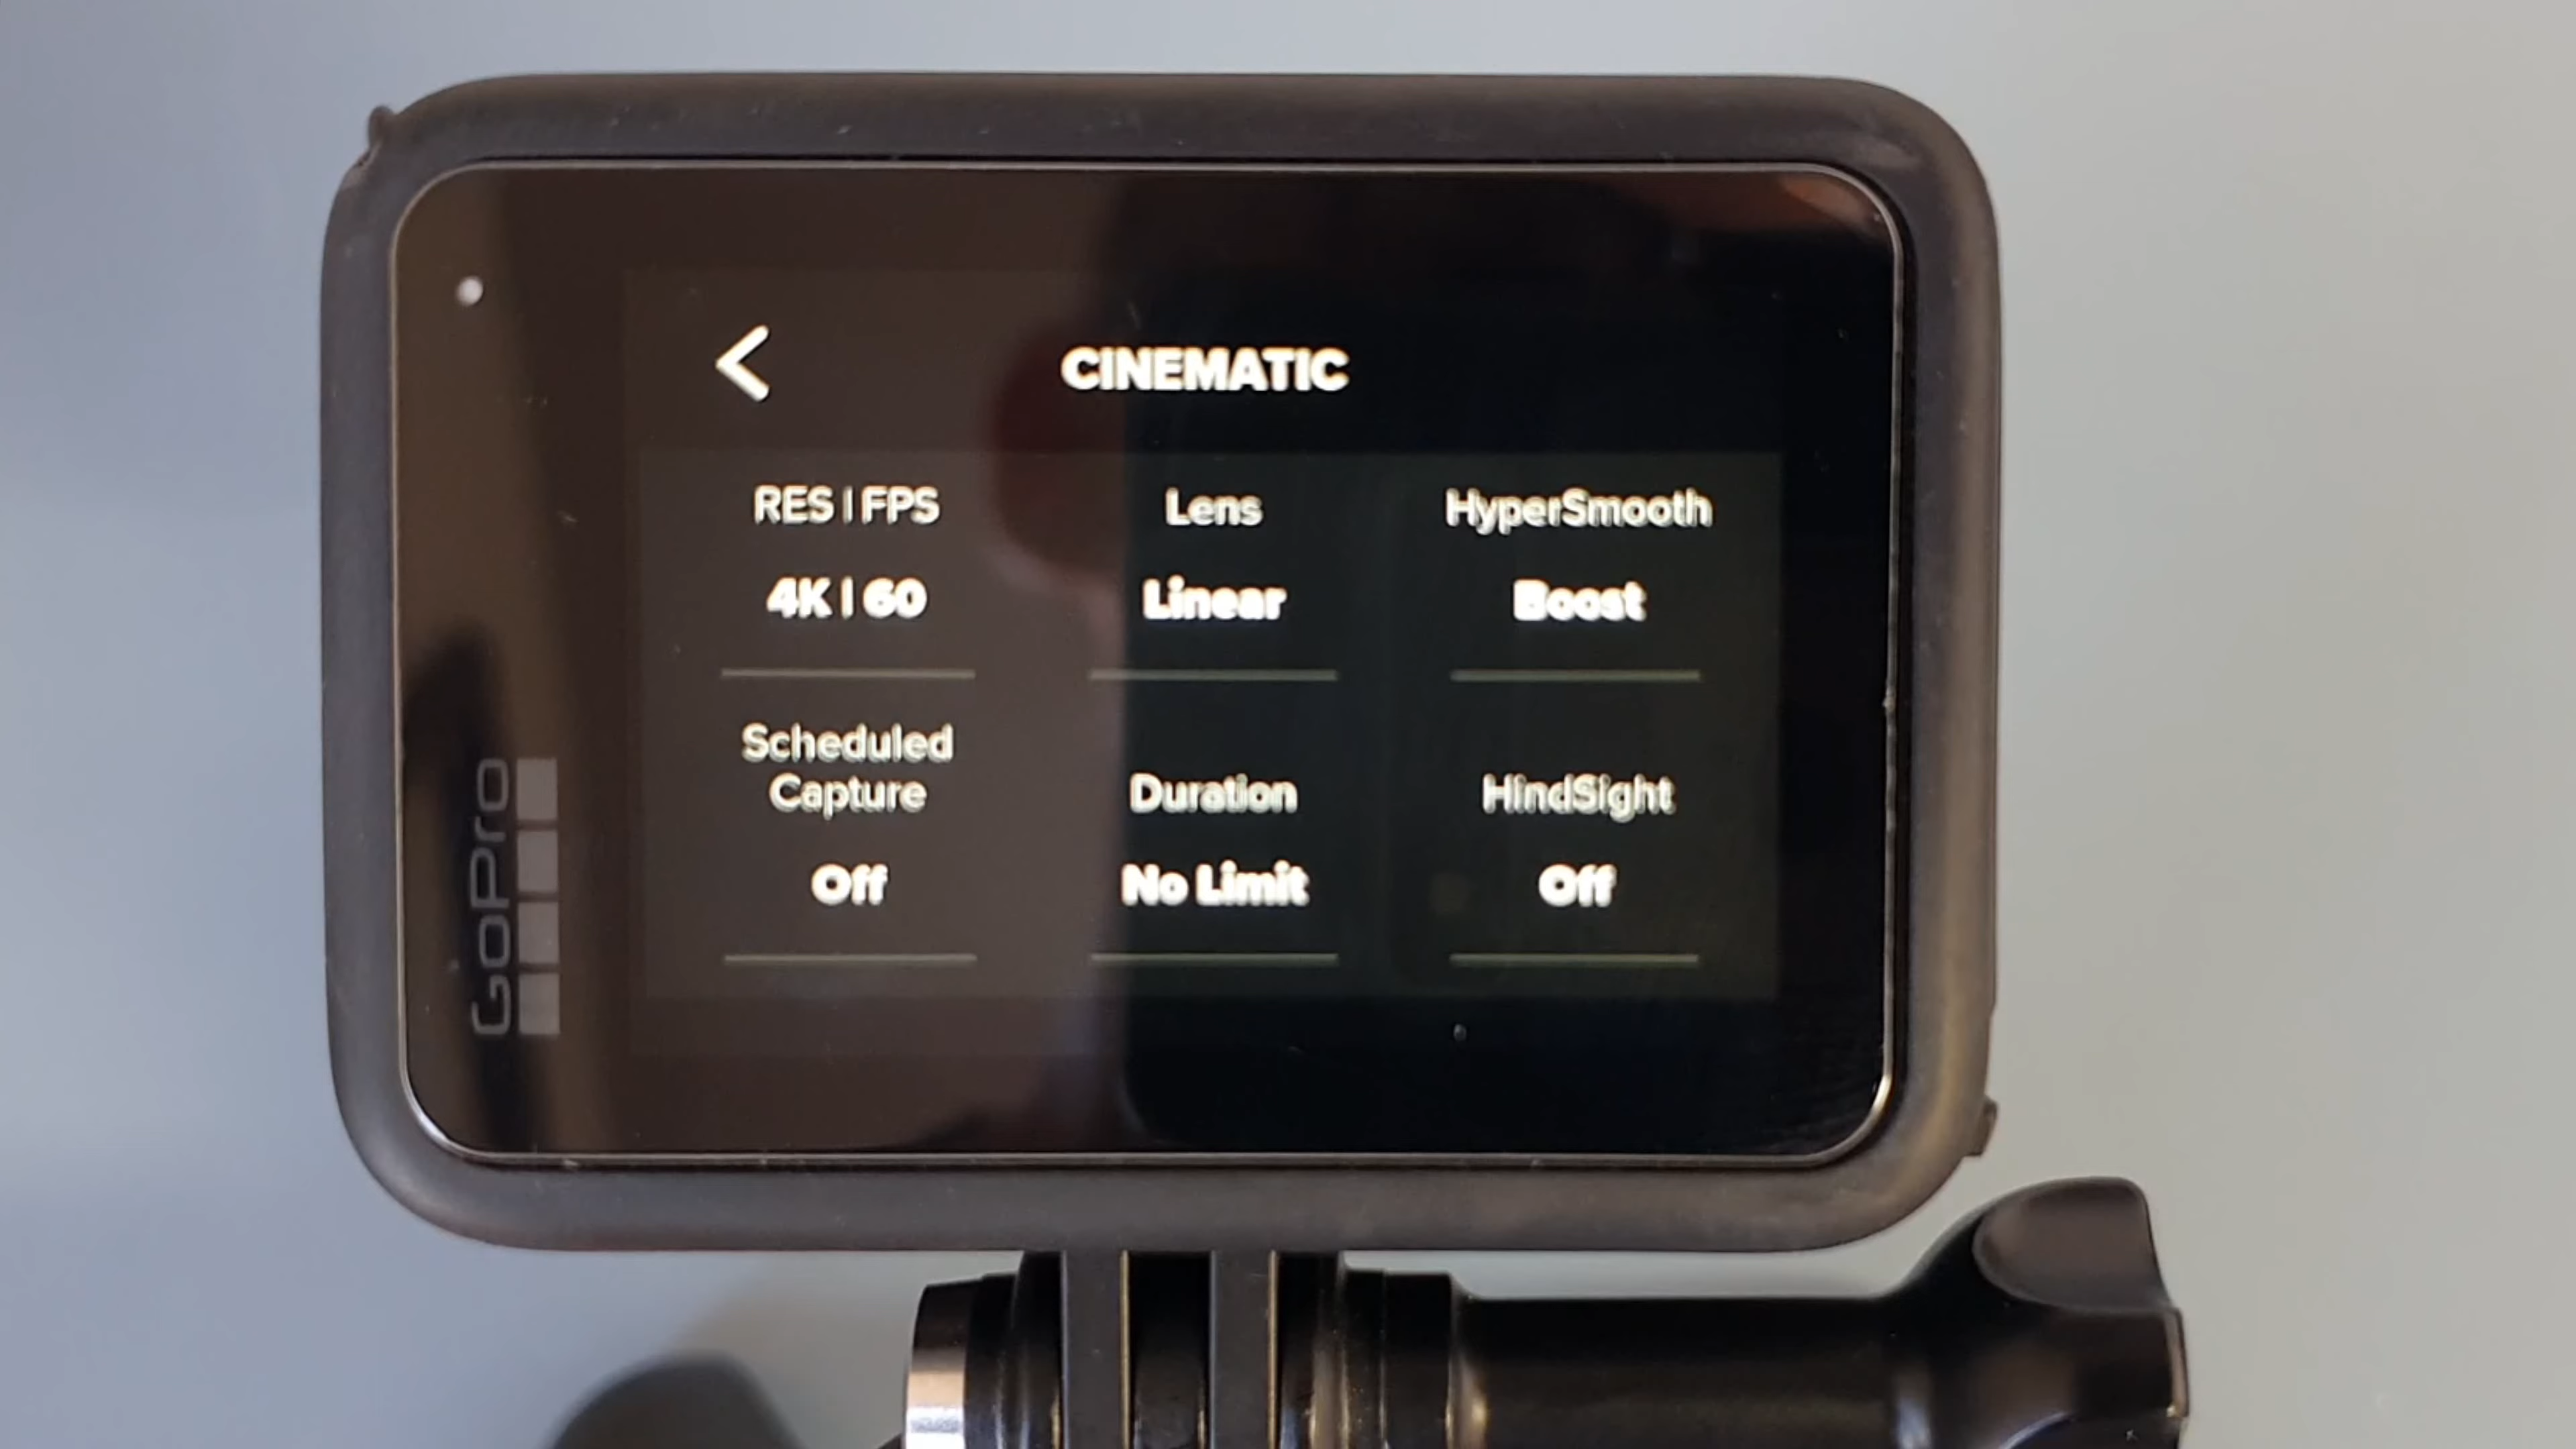 CINEMATIC
RES | FPS
4K | 60
Lens
Linear
HyperSmooth
Boost
Scheduled
Capture
Off
Duration
No Limit
HindSight
Off
GoPro